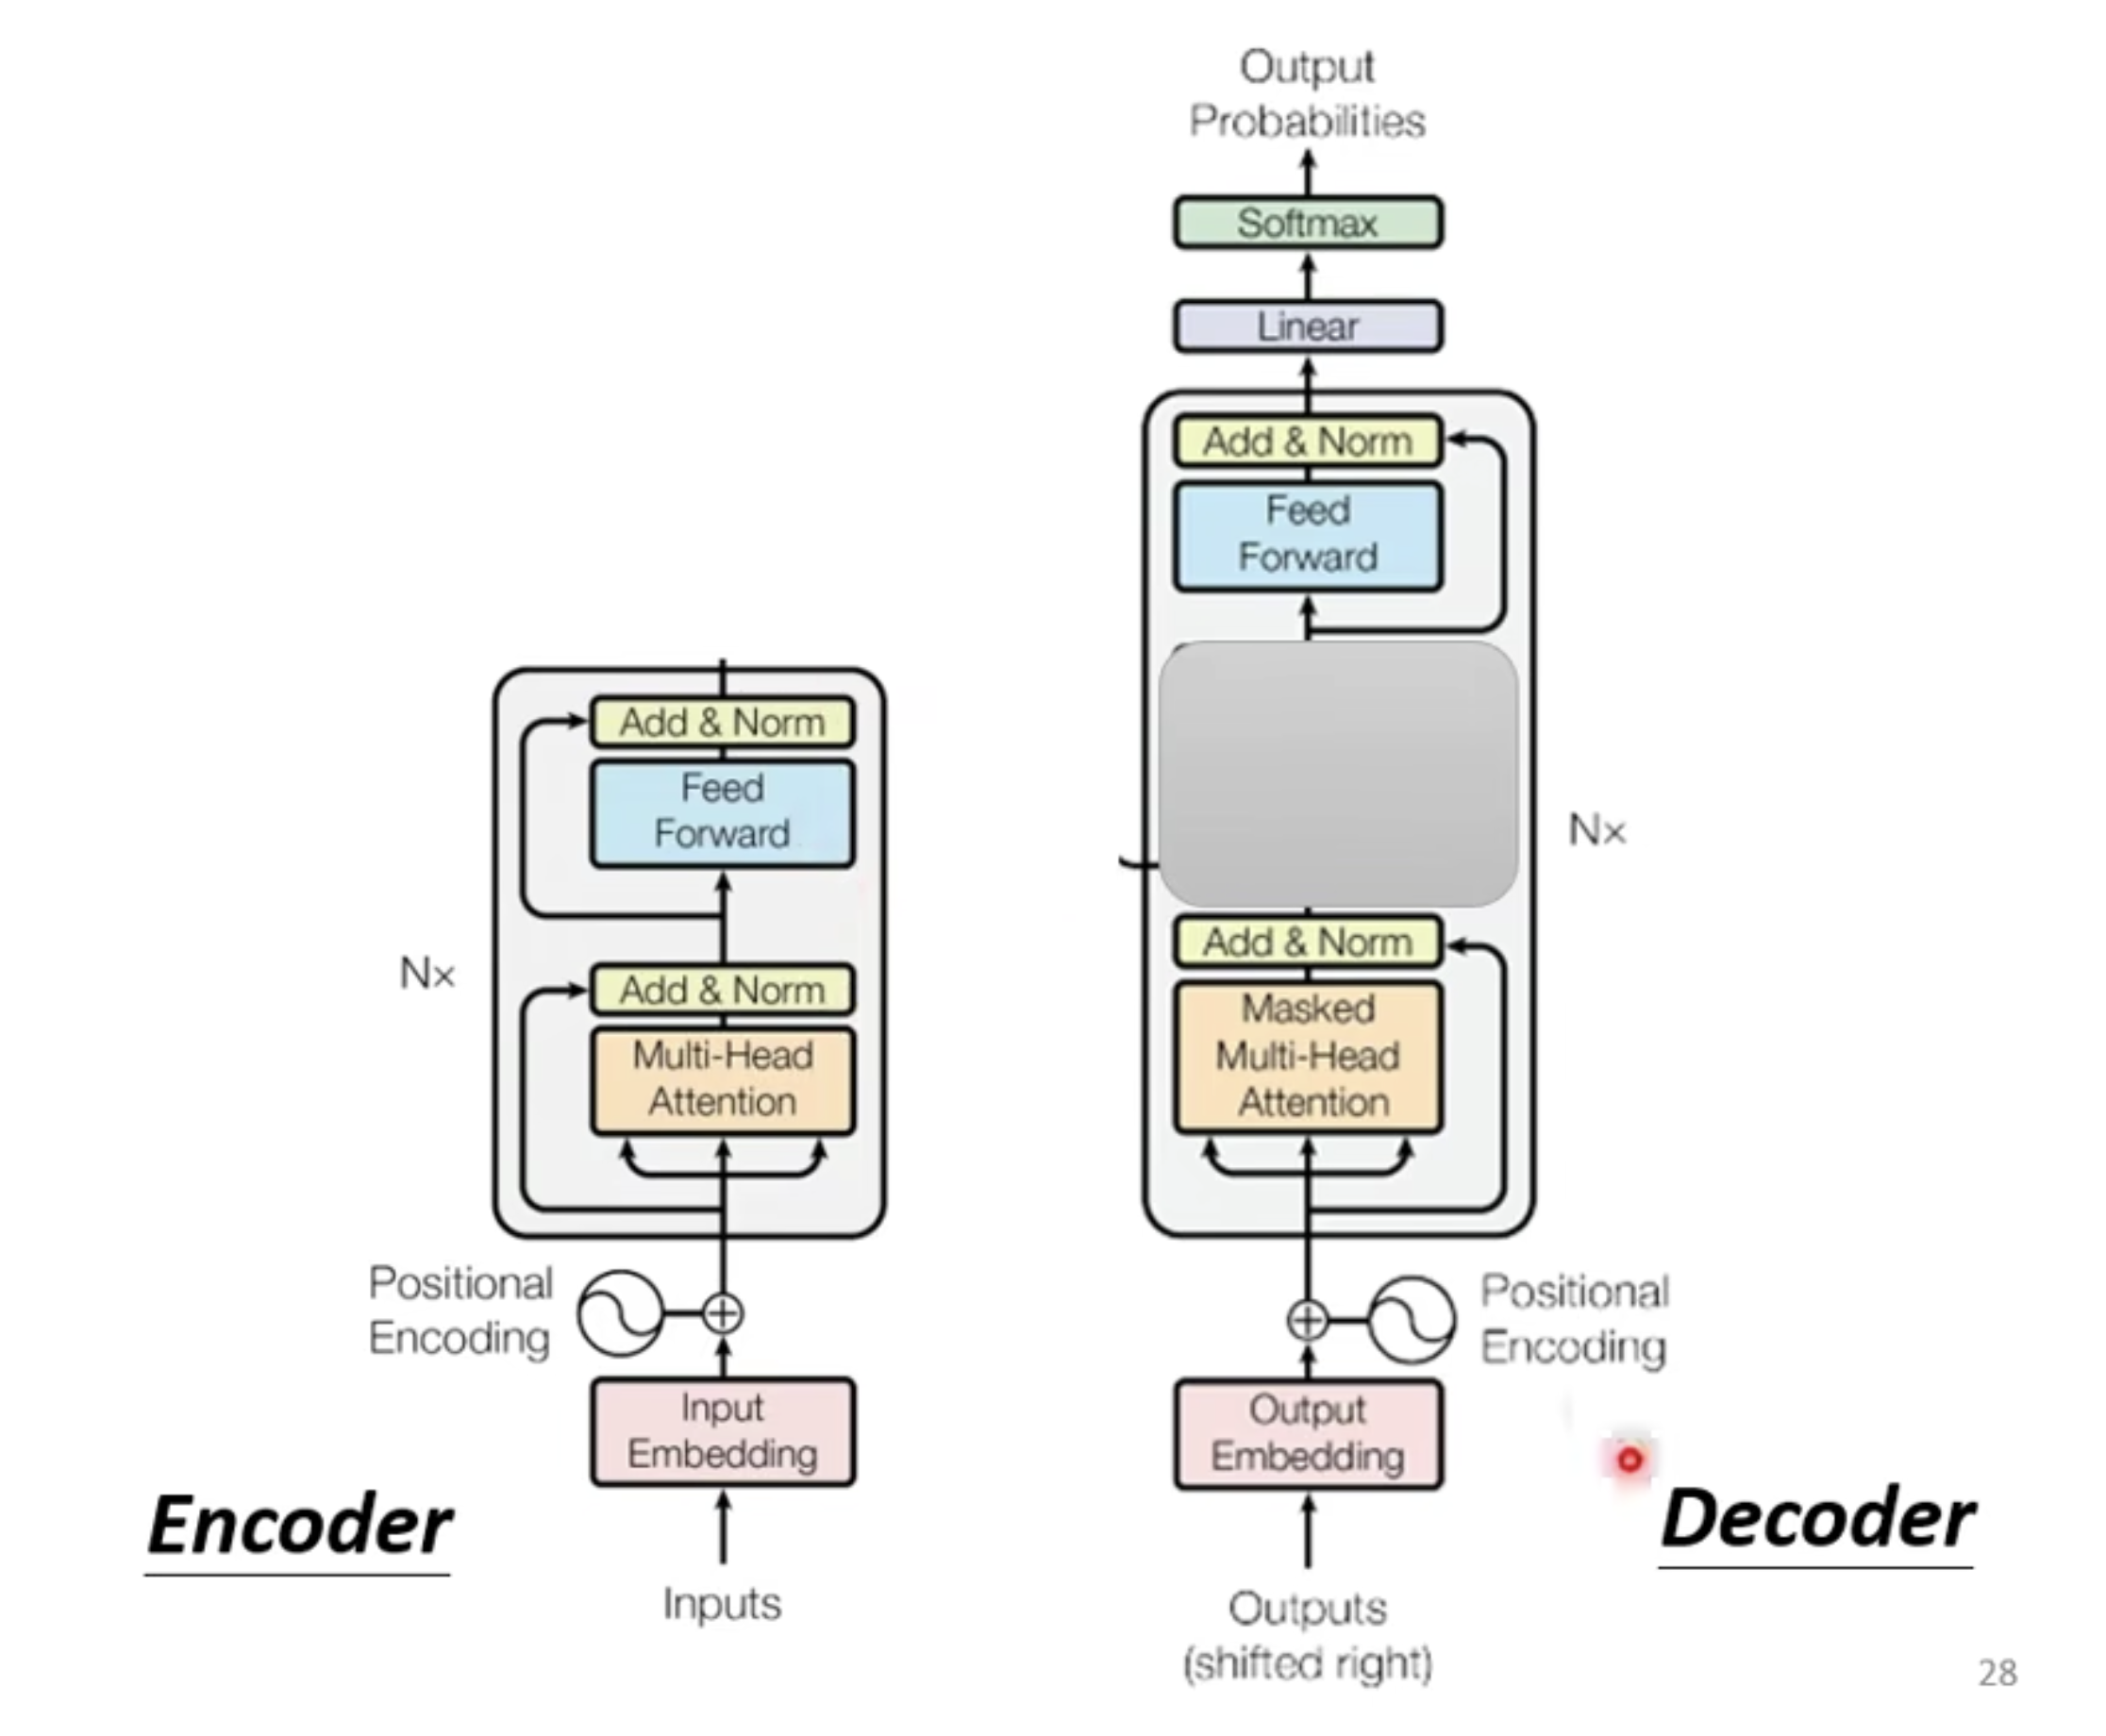 Output
Probabilities
Softmax
Linear
Add & Norm
Feed
Forward
Add & Norm
Masked
Multi-Head
Attention
Nx
Positional
Encoding
Output
Embedding
Outputs
(shifted right)
Decoder
Add & Norm
Feed
Forward
Add & Norm
Multi-Head
Attention
Nx
Positional
Encoding
Input
Embedding
Inputs
Encoder
28